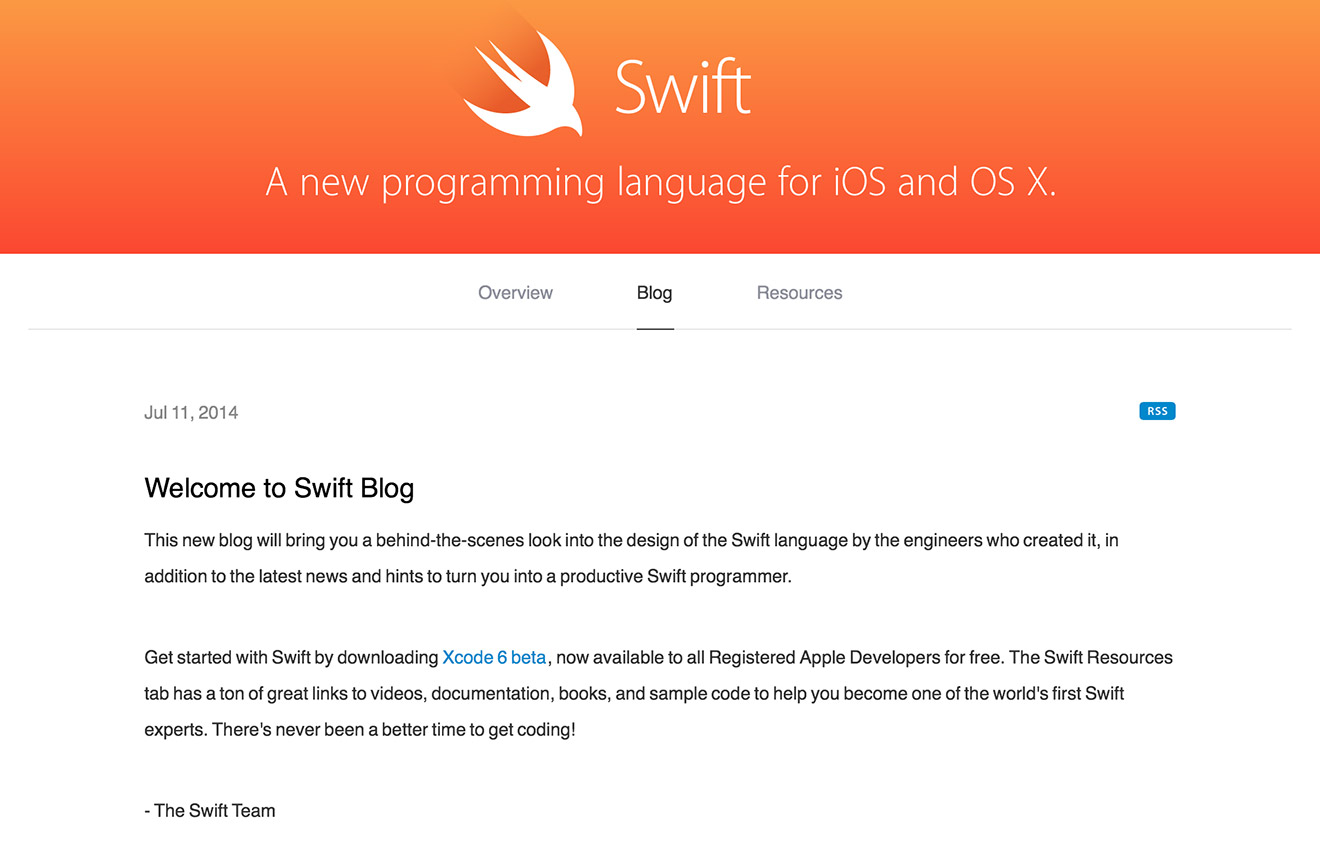 Swift
A new programming language for iOS and OS X.
Overview
Blog
Resources
Jul 11, 2014
RSS
Welcome to Swift Blog
This new blog will bring you a behind-the-scenes look into the design of the Swift language by the engineers who created it, in
addition to the latest news and hints to turn you into a productive Swift programmer.
Get started with Swift by downloading Xcode 6 beta, now available to all Registered Apple Developers for free. The Swift Resources
tab has a ton of great links to videos, documentation, books, and sample code to help you become one of the world's first Swift
experts. There's never been a better time to get coding!
- The Swift Team